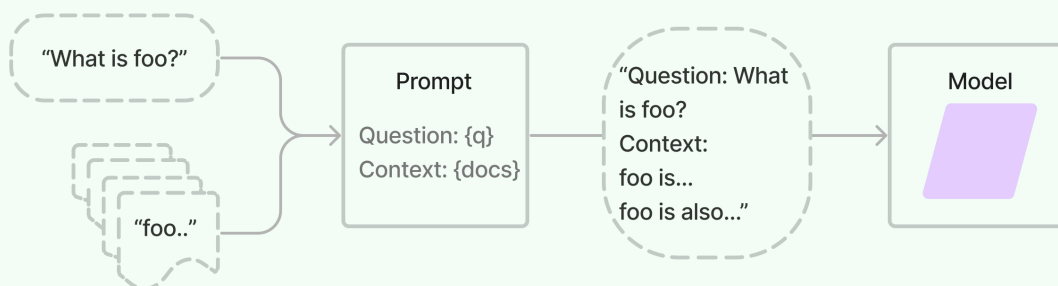 “What is foo?”
“foo..”
Prompt
Question: {q}
Context: {docs}
“Question: What
is foo?
Context:
foo is...
foo is also...”
Model